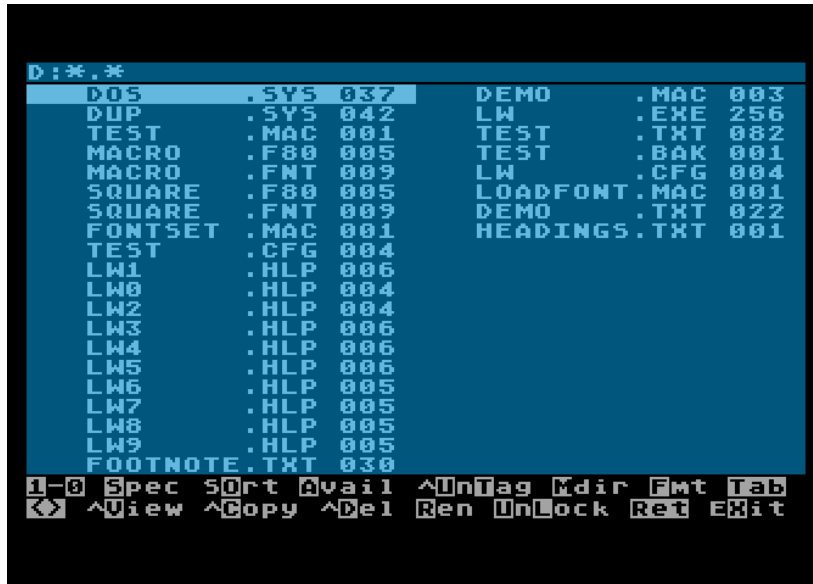 D:*.*
DOS .SYS 037 DEMO .MAC 003
DUP .SYS 042 LW .EXE 256
TEST .MAC 001 TEST .TXT 082
MACRO .F80 005 TEST .BAK 001
MACRO .FNT 009 LW .CFG 004
SQUARE .F80 005 LOADFONT.MAC 001
SQUARE .FNT 009 DEMO .TXT 022
FONTSET .MAC 001 HEADINGS.TXT 001
TEST .CFG 004
LW1 .HLP 006
LW0 .HLP 004
LW2 .HLP 004
LW3 .HLP 006
LW4 .HLP 006
LW5 .HLP 006
LW6 .HLP 005
LW7 .HLP 005
LW8 .HLP 005
LW9 .HLP 005
FOOTNOTE.TXT 030
1-0 Spec SOrt Avail ^UnTag Mdir Fmt Tab
<> ^View ^Copy ^Del Ren UnLock Ret EXit